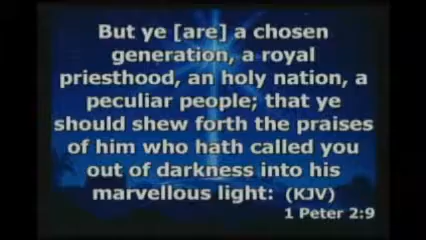 But ye [are] a chosen
generation, a royal
priesthood, an holy nation, a
peculiar people; that ye
should shew forth the praises
of him who hath called you
out of darkness into his
marvellous light: (KJV)
1 Peter 2:9